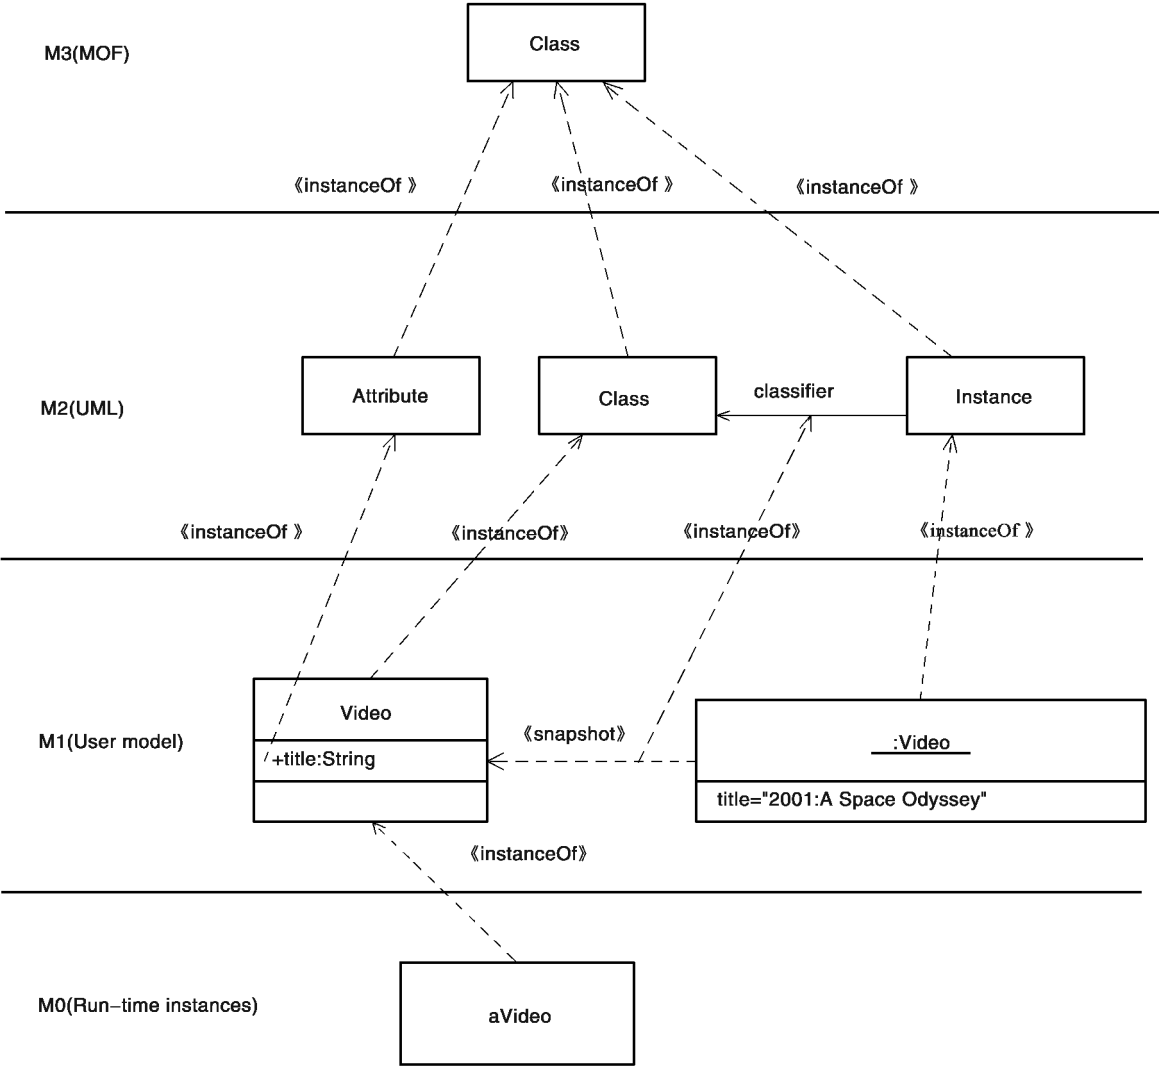 Class
M3(MOF)
《instanceOf 》
《instanceOf 》
《instanceOf 》
M2(UML)
Attribute
Class
classifier
Instance
《instanceOf 》
《instanceOf》
《instanceOf》
《instanceOf 》
M1(User model)
Video
+title:String
《snapshot》
:Video
title="2001:A Space Odyssey"
《instanceOf》
M0(Run−time instances)
aVideo